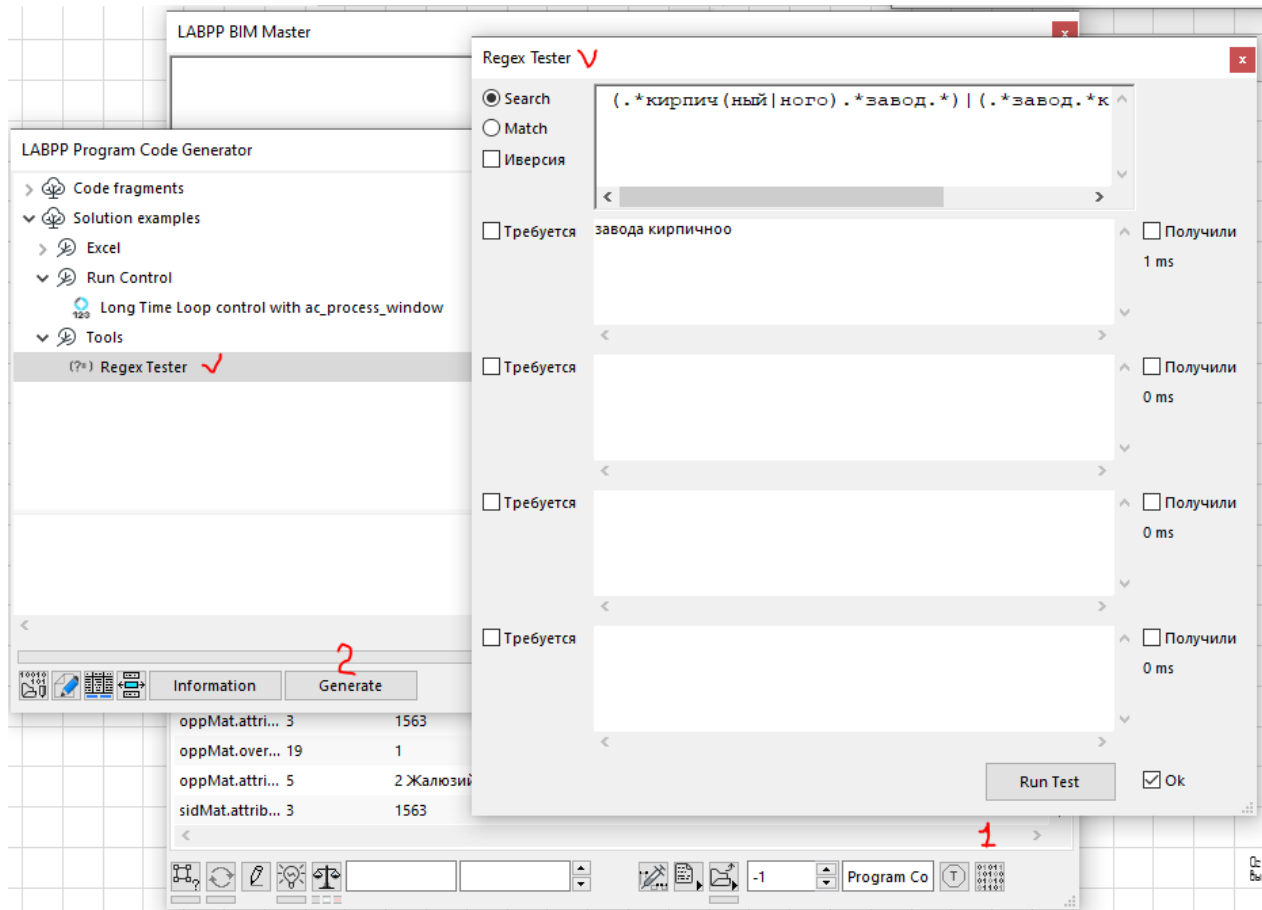 LABPP BIM Master
x
LABPP Program Code Generator
Code fragments
Solution examples
Excel
Run Control
Long Time Loop control with ac_process_window
Tools
(?=) Regex Tester
2
Information
Generate
Regex Tester
x
Search
Match
Иверсия
(.*кирпич(ный|ного).*завод.*)|(.*завод.*к
Требуется
завода кирпичноо
Получили
1 ms
Требуется
Получили
0 ms
Требуется
Получили
0 ms
Требуется
Получили
0 ms
Run Test
Ok
oppMat.attri... 3 1563
oppMat.over... 19 1
oppMat.attri... 5 2 Жалюзий
sidMat.attrib... 3 1563
1
-1
Program Co
T